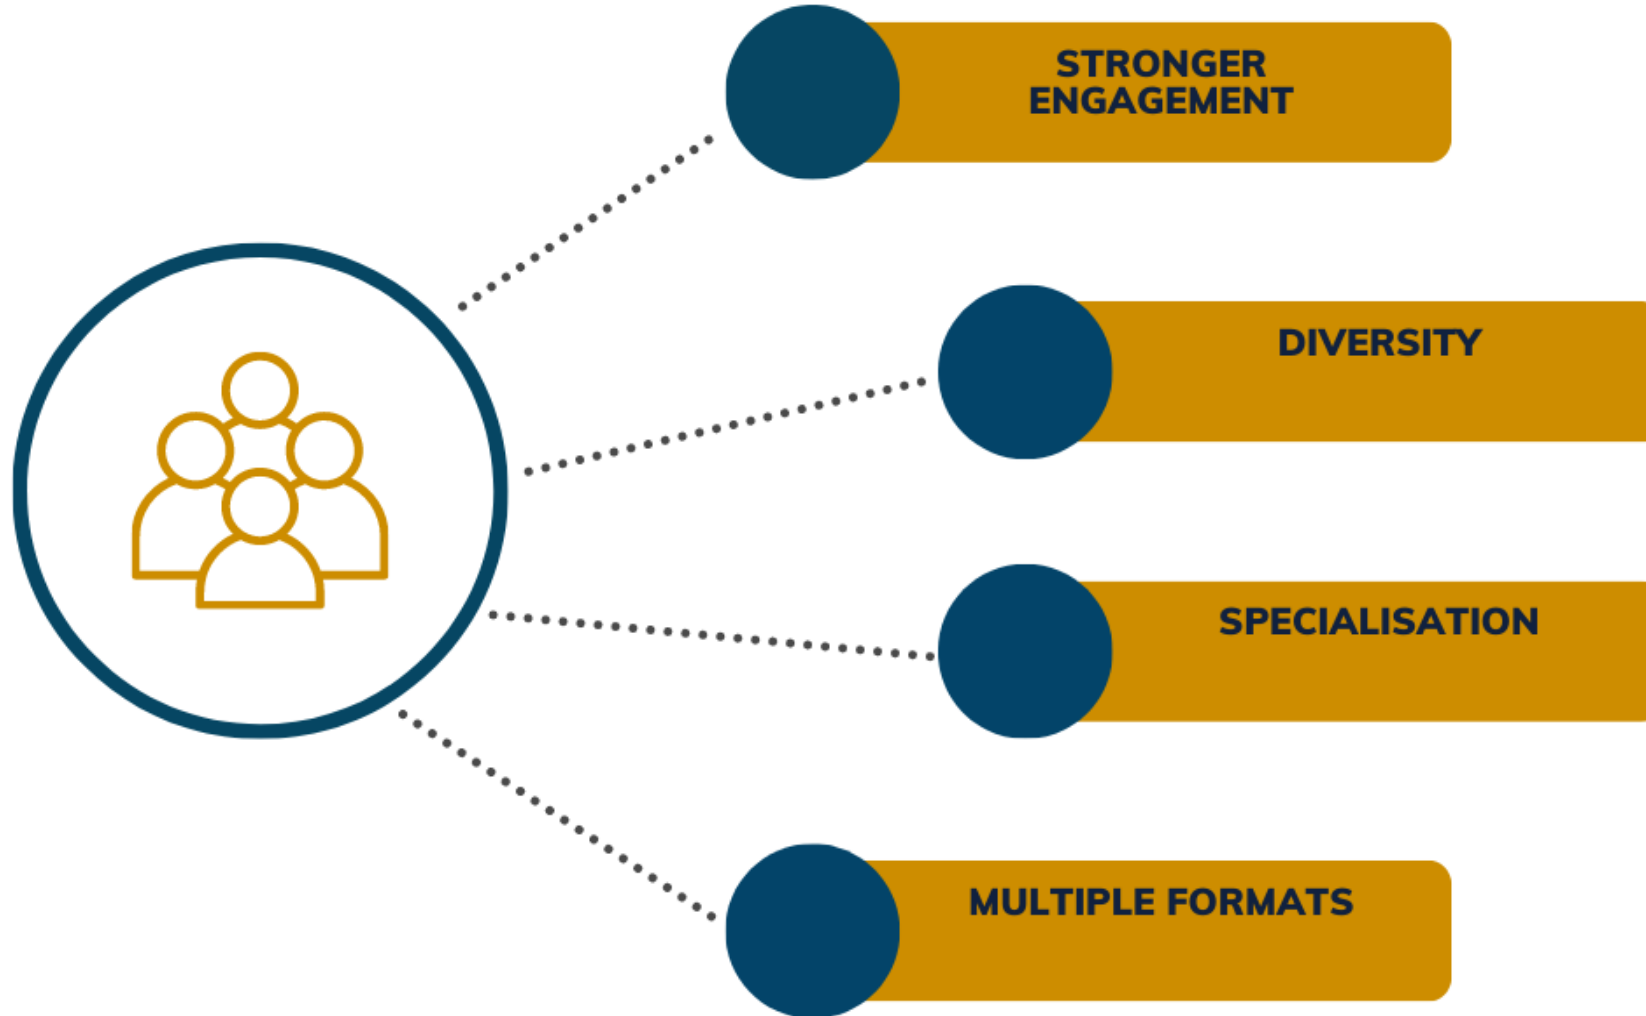 STRONGER
ENGAGEMENT
DIVERSITY
SPECIALISATION
MULTIPLE FORMATS